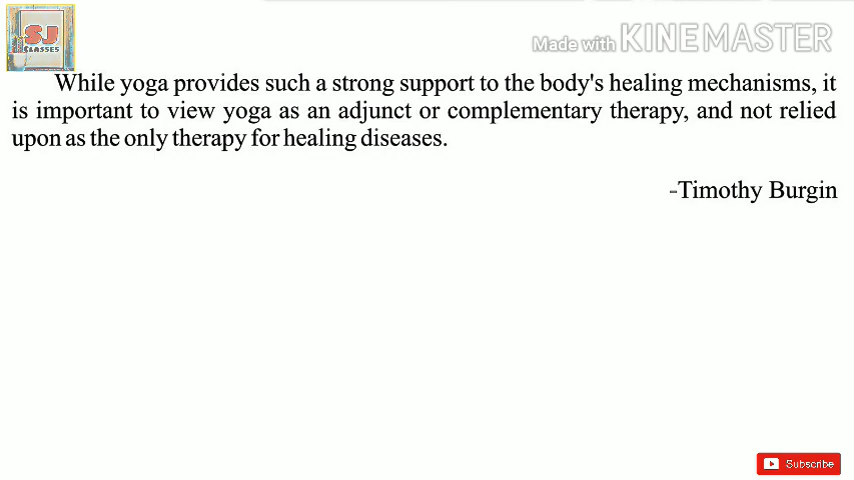 SJ
CLASSES
Made with KINEMASTER
While yoga provides such a strong support to the body's healing mechanisms, it
is important to view yoga as an adjunct or complementary therapy, and not relied
upon as the only therapy for healing diseases.
-Timothy Burgin
Subscribe